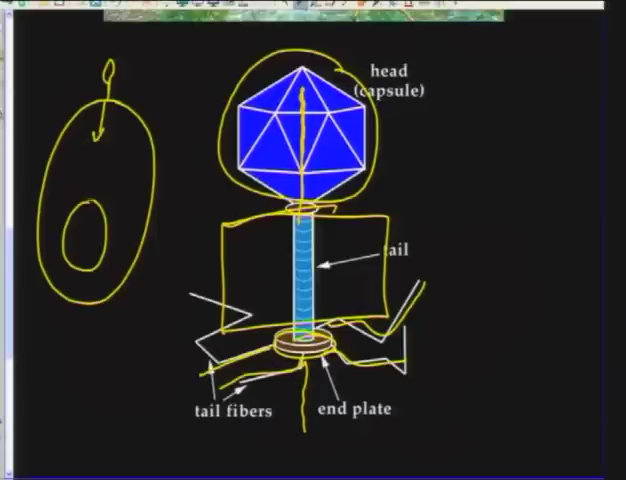 head
(capsule)
tail
tail fibers
end plate